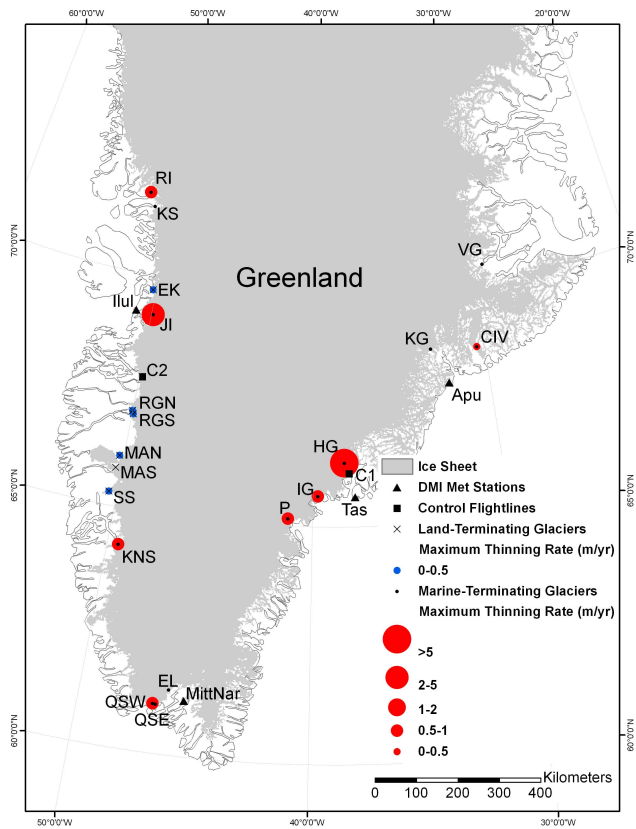 60°0'0"W 50°0'0"W 40°0'0"W 30°0'0"W 20°0'0"W
RI
KS
70°0'0"N
70°0'0"N
VG
Greenland
EK
Ilul
JI
KG
CIV
C2
Apu
RGN
RGS
MAN
MAS
HG
C1
65°0'0"N
65°0'0"N
SS
IG
Tas
P
KNS
Ice Sheet
DMI Met Stations
Control Flightlines
Land-Terminating Glaciers
Maximum Thinning Rate (m/yr)
0-0.5
Marine-Terminating Glaciers
Maximum Thinning Rate (m/yr)
>5
2-5
1-2
0.5-1
0-0.5
EL
QSW
MittNar
QSE
60°0'0"N
60°0'0"N
Kilometers
0 100 200 300 400
50°0'0"W 40°0'0"W 30°0'0"W